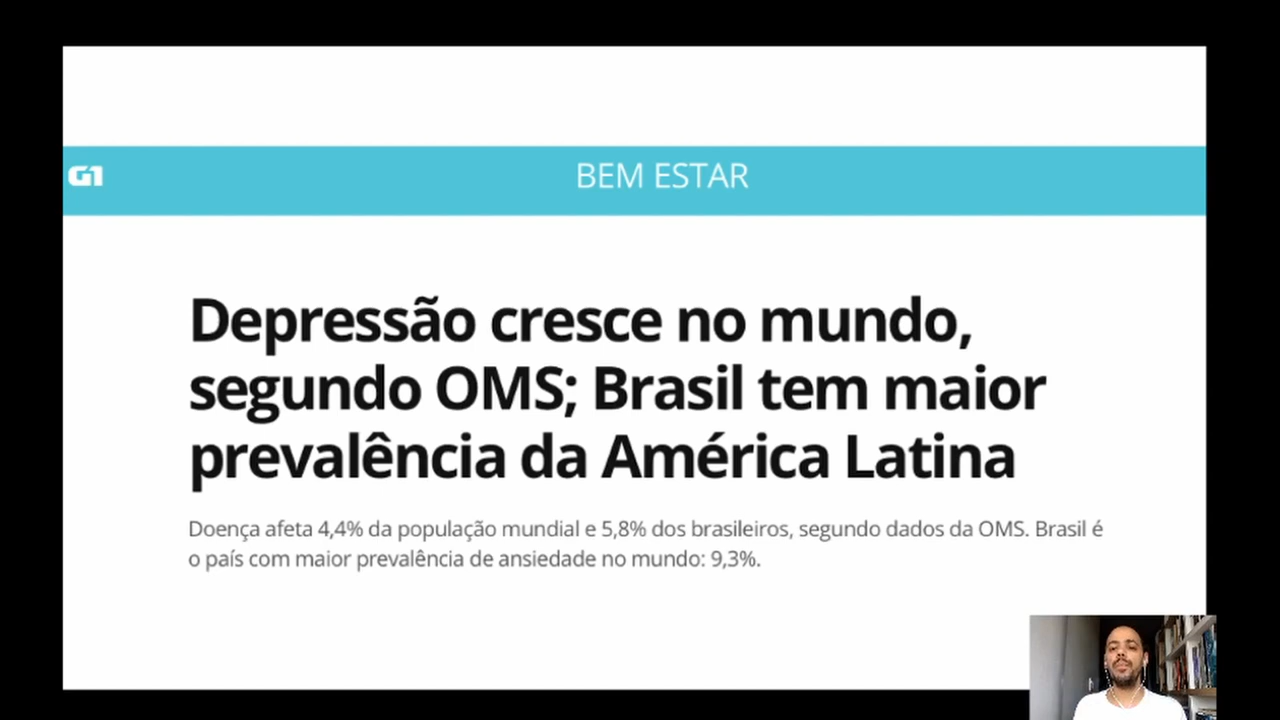 G1
BEM ESTAR
Depressão cresce no mundo,
segundo OMS; Brasil tem maior
prevalência da América Latina
Doença afeta 4,4% da população mundial e 5,8% dos brasileiros, segundo dados da OMS. Brasil é
o país com maior prevalência de ansiedade no mundo: 9,3%.